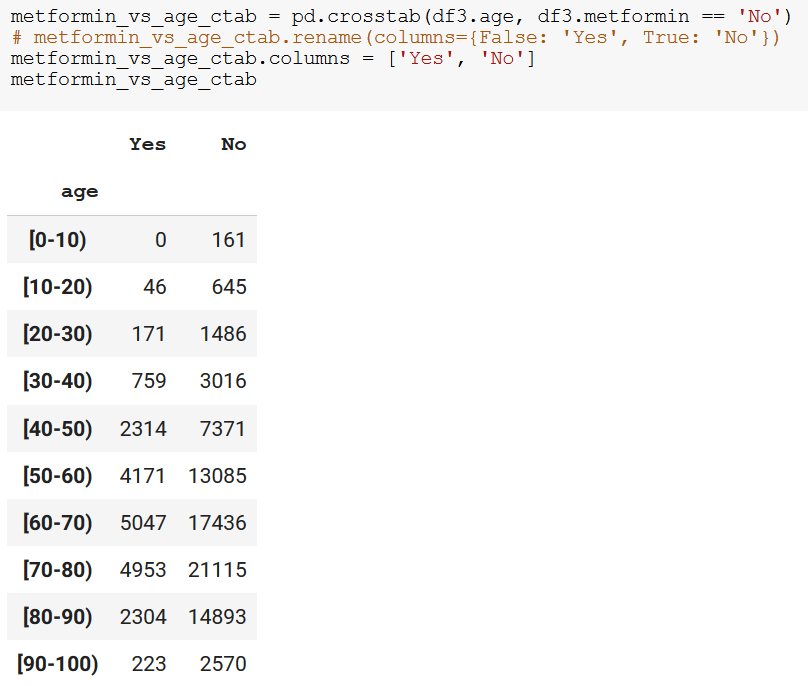 metformin_vs_age_ctab = pd.crosstab(df3.age, df3.metformin == 'No')
# metformin_vs_age_ctab.rename(columns={False: 'Yes', True: 'No'})
metformin_vs_age_ctab.columns = ['Yes', 'No']
metformin_vs_age_ctab
Yes No
age
[0-10) 0 161
[10-20) 46 645
[20-30) 171 1486
[30-40) 759 3016
[40-50) 2314 7371
[50-60) 4171 13085
[60-70) 5047 17436
[70-80) 4953 21115
[80-90) 2304 14893
[90-100) 223 2570